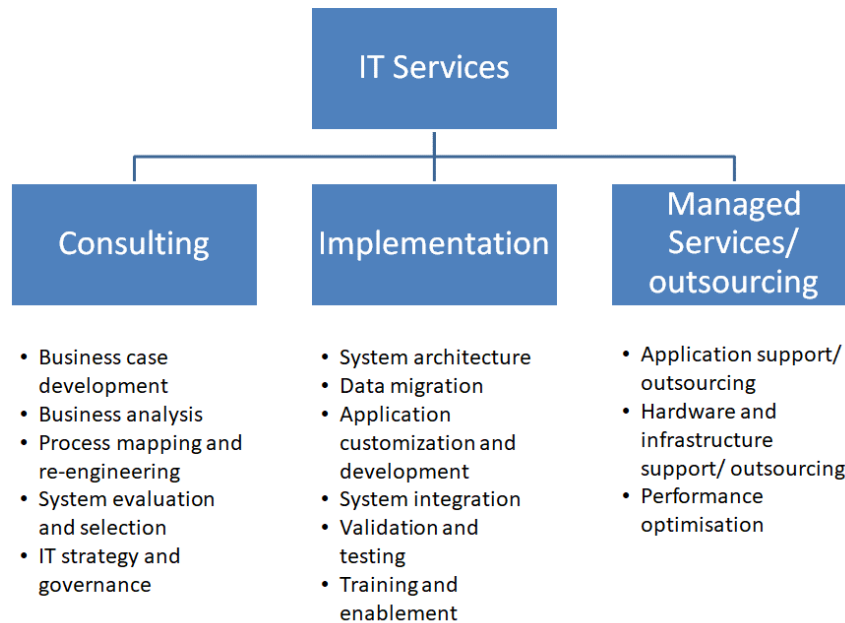 IT Services
Consulting
Implementation
Managed
Services/
outsourcing
• Business case
development
• Business analysis
• Process mapping and
re-engineering
• System evaluation
and selection
• IT strategy and
governance
• System architecture
• Data migration
• Application
customization and
development
• System integration
• Validation and
testing
• Training and
enablement
• Application support/
outsourcing
• Hardware and
infrastructure
support/ outsourcing
• Performance
optimisation